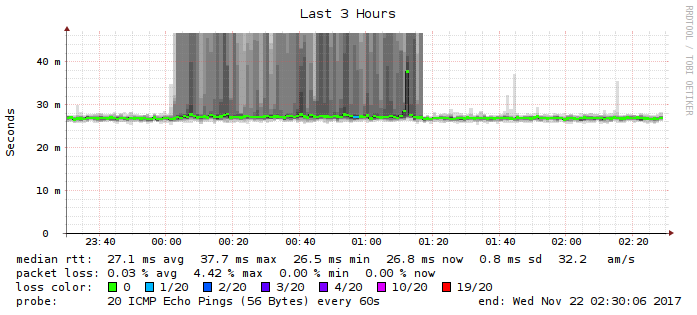 Last 3 Hours
RRDTOOL / TOBI OETIKER
Seconds
40 m
30 m
20 m
10 m
0
23:40 00:00 00:20 00:40 01:00 01:20 01:40 02:00 02:20
median rtt: 27.1 ms avg 37.7 ms max 26.5 ms min 26.8 ms now 0.8 ms sd 32.2 am/s
packet loss: 0.03 % avg 4.42 % max 0.00 % min 0.00 % now
loss color: 0 1/20 2/20 3/20 4/20 10/20 19/20
probe: 20 ICMP Echo Pings (56 Bytes) every 60s end: Wed Nov 22 02:30:06 2017